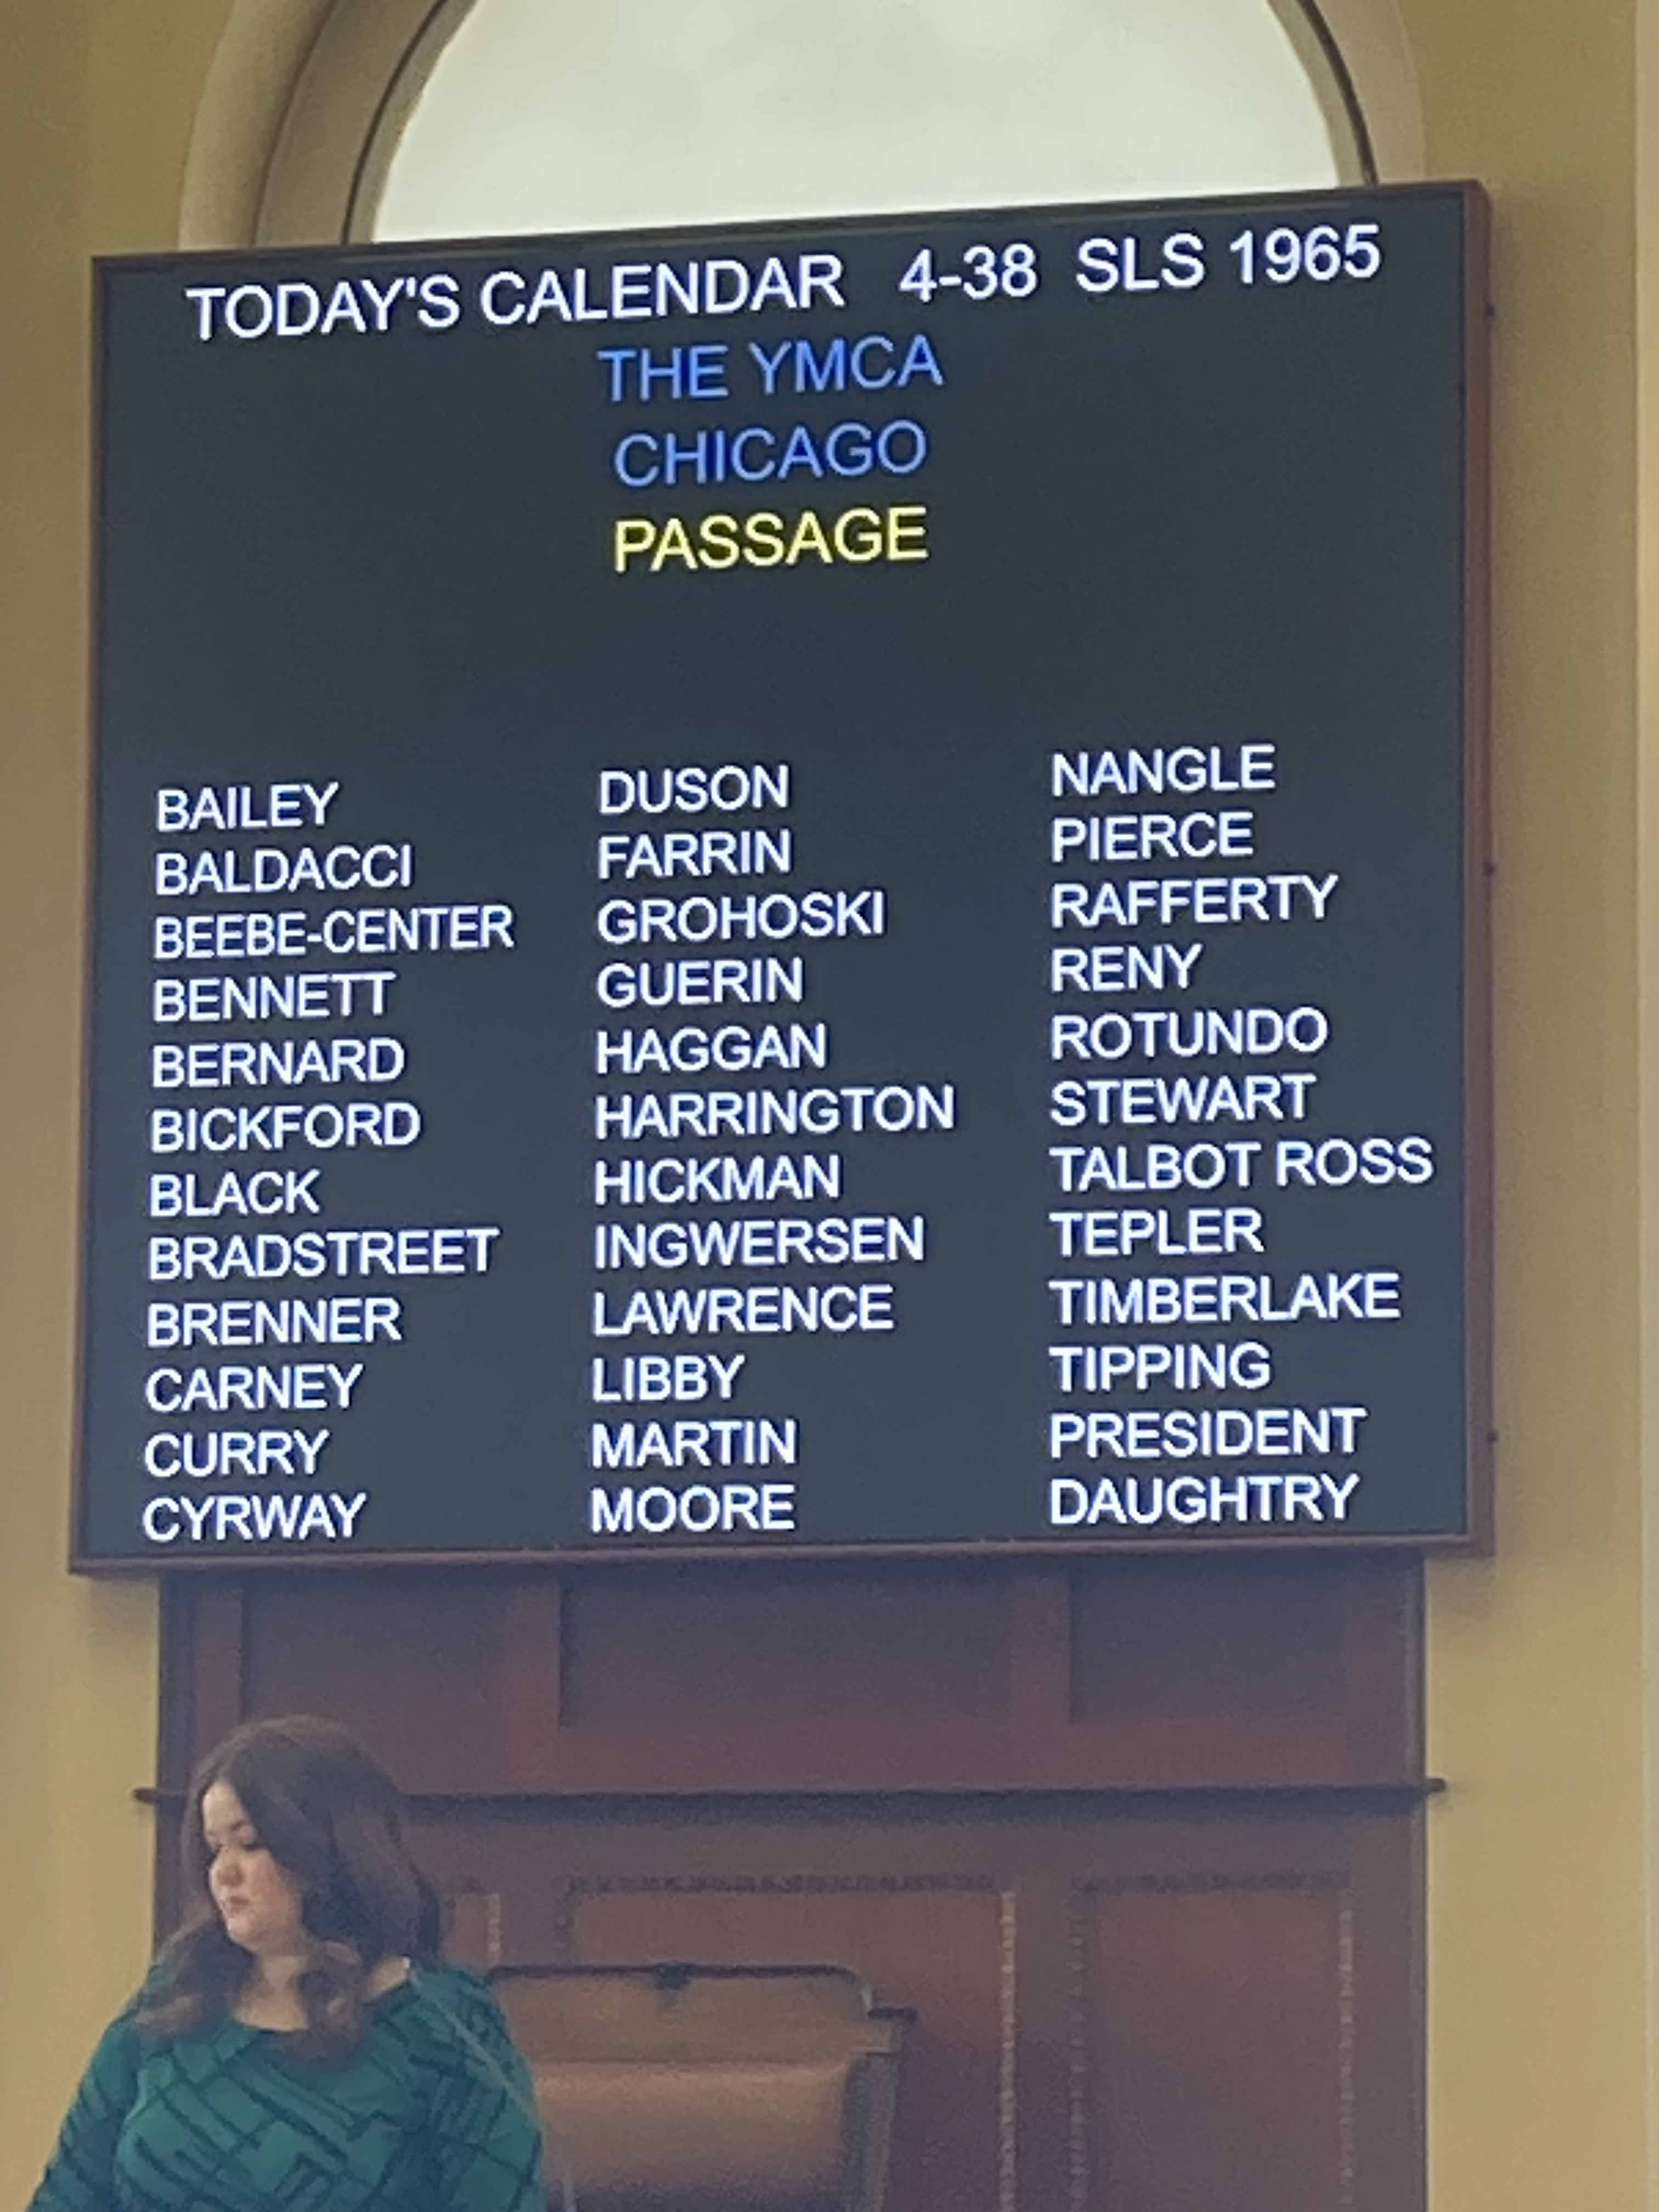 TODAY'S CALENDAR 4-38 SLS 1965
THE YMCA
CHICAGO
PASSAGE
BAILEY
BALDACCI
BEEBE-CENTER
BENNETT
BERNARD
BICKFORD
BLACK
BRADSTREET
BRENNER
CARNEY
CURRY
CYRWAY
DUSON
FARRIN
GROHOSKI
GUERIN
HAGGAN
HARRINGTON
HICKMAN
INGWERSEN
LAWRENCE
LIBBY
MARTIN
MOORE
NANGLE
PIERCE
RAFFERTY
RENY
ROTUNDO
STEWART
TALBOT ROSS
TEPLER
TIMBERLAKE
TIPPING
PRESIDENT
DAUGHTRY